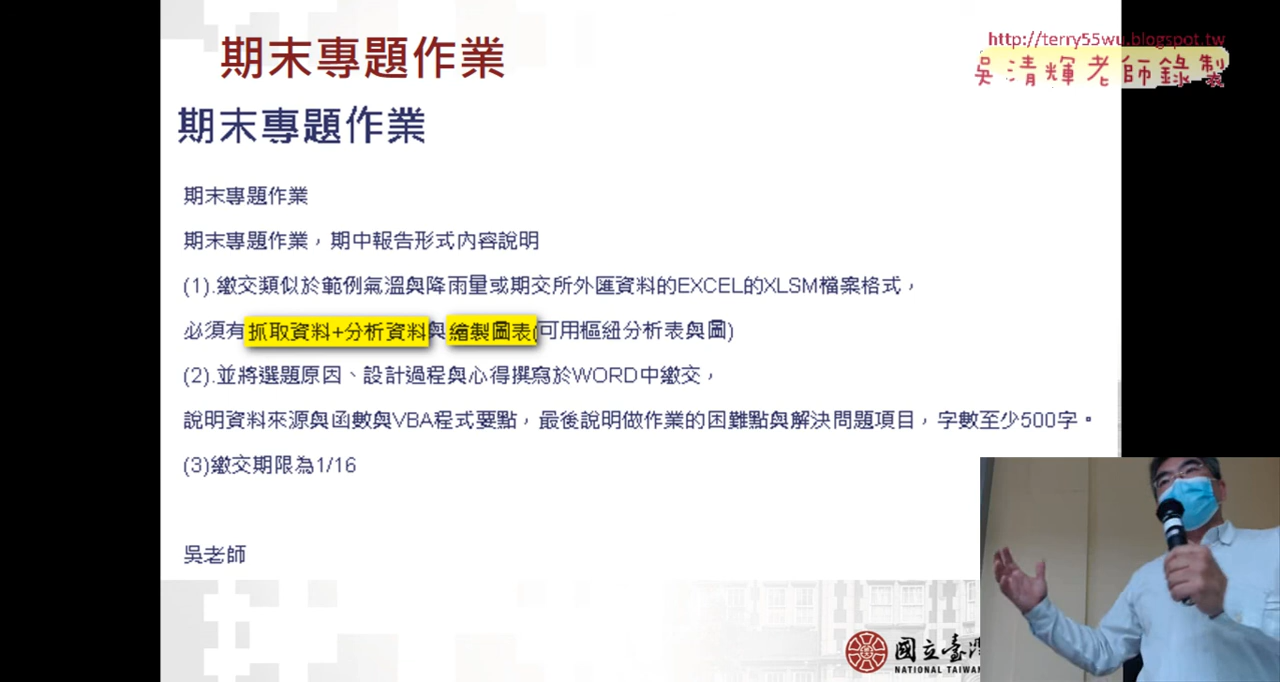 期末專題作業
http://terry55wu.blogspot.tw
吳清輝老師錄製
期末專題作業
期末專題作業
期末專題作業，期中報告形式內容說明
(1).繳交類似於範例氣溫與降雨量或期交所外匯資料的EXCEL的XLSM檔案格式，
必須有抓取資料+分析資料與繪製圖表(可用樞紐分析表與圖)
(2).並將選題原因、設計過程與心得撰寫於WORD中繳交，
說明資料來源與函數與VBA程式要點，最後說明做作業的困難點與解決問題項目，字數至少500字。
(3)繳交期限為1/16
吳老師
國立臺灣
NATIONAL TAIWAN